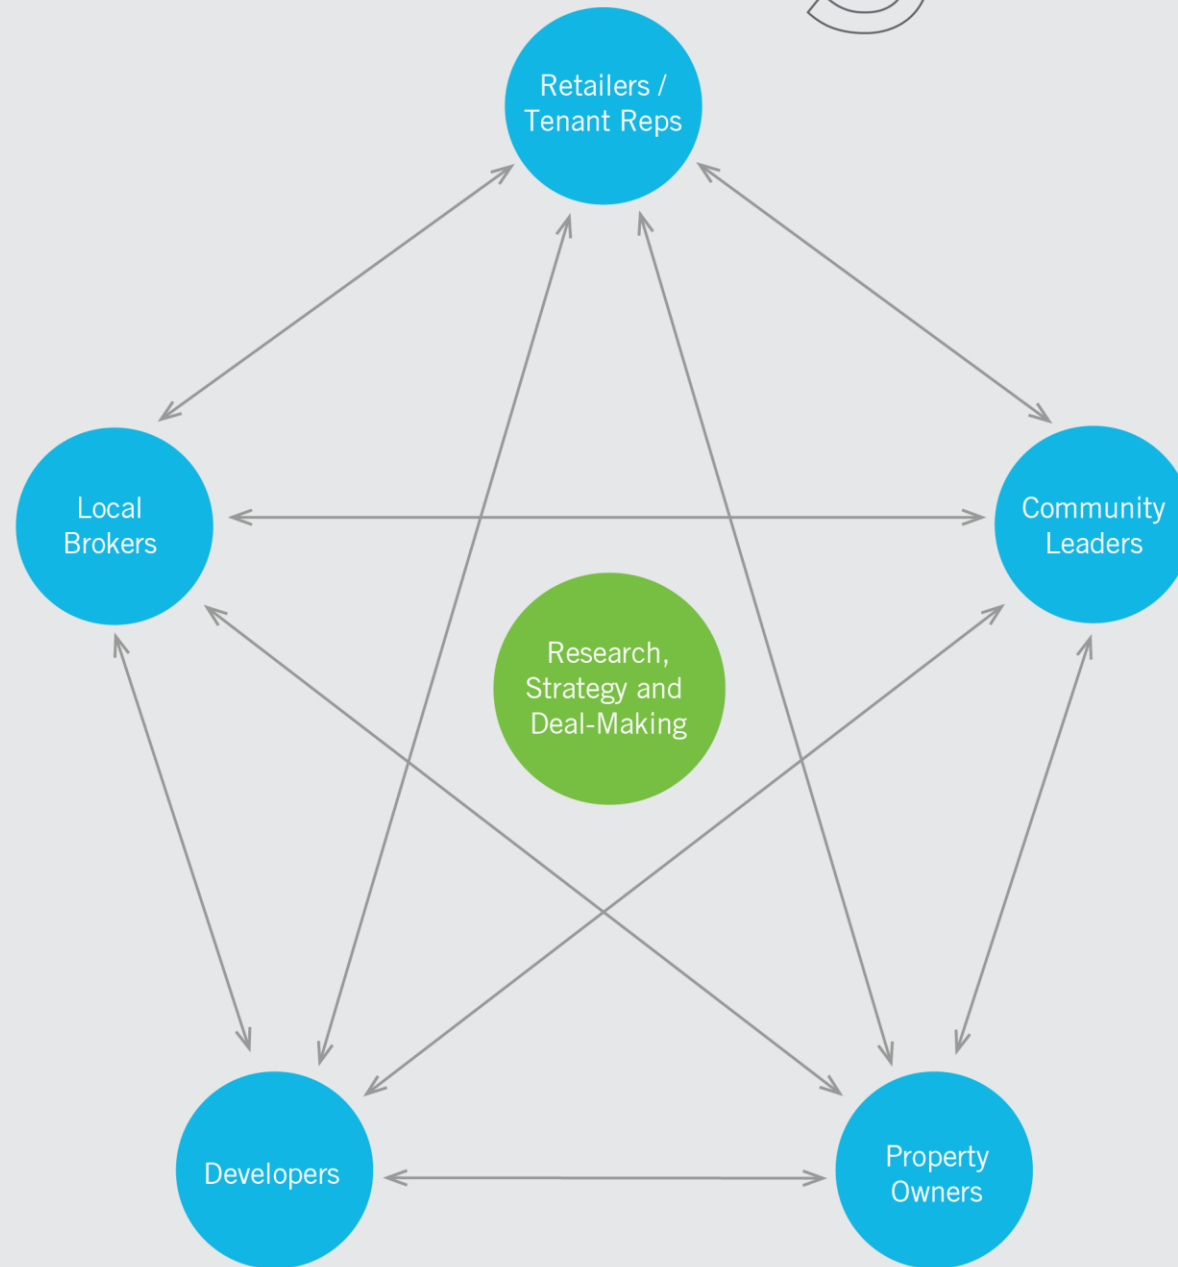 Retailers /
Tenant Reps
Local
Brokers
Community
Leaders
Research,
Strategy and
Deal-Making
Developers
Property
Owners